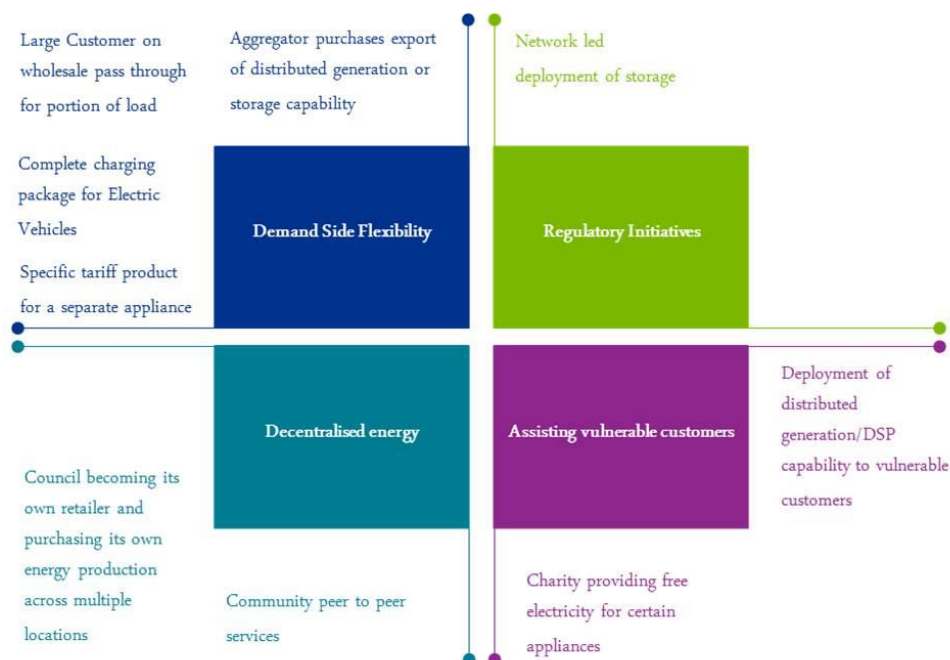 Large Customer on
wholesale pass through
for portion of load
Aggregator purchases export
of distributed generation or
storage capability
Network led
deployment of storage
Complete charging
package for Electric
Vehicles
Specific tariff product
for a separate appliance
Demand Side Flexibility
Regulatory Initiatives
Decentralised energy
Assisting vulnerable customers
Deployment of
distributed
generation/DSP
capability to vulnerable
customers
Council becoming its
own retailer and
purchasing its own
energy production
across multiple
locations
Community peer to peer
services
Charity providing free
electricity for certain
appliances